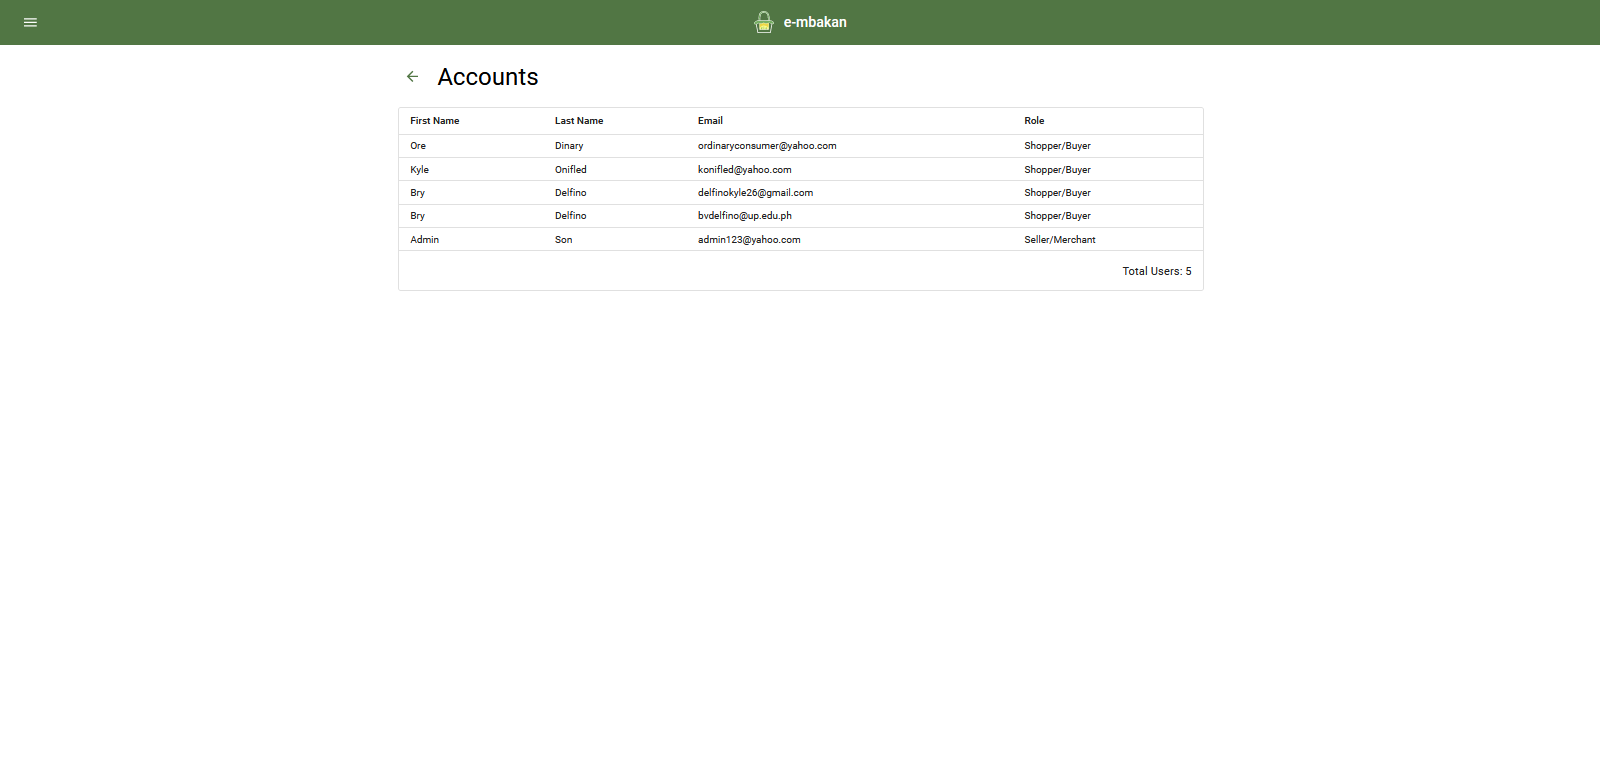 e-mbakan
Accounts
First Name Last Name Email Role
Ore Dinary ordinaryconsumer@yahoo.com Shopper/Buyer
Kyle Onifled konifled@yahoo.com Shopper/Buyer
Bry Delfino delfinokyle26@gmail.com Shopper/Buyer
Bry Delfino bvdelfino@up.edu.ph Shopper/Buyer
Admin Son admin123@yahoo.com Seller/Merchant
Total Users: 5